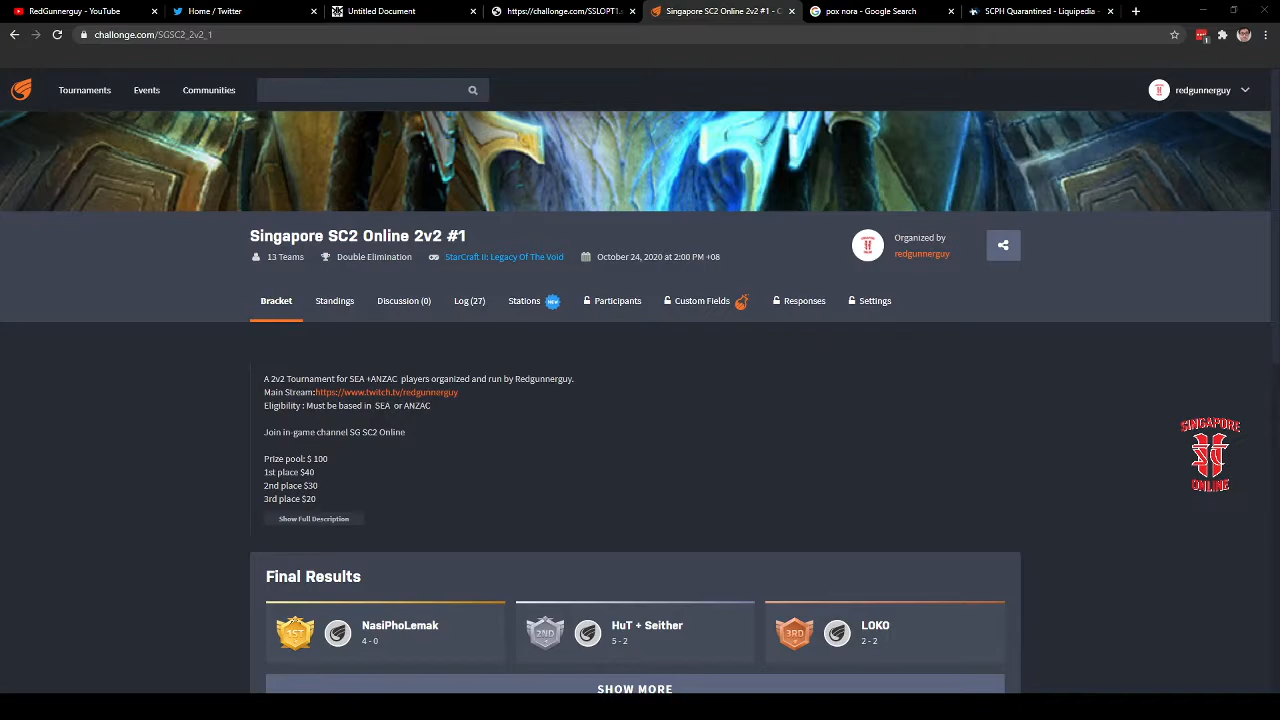 RedGunnerguy - YouTube
Home / Twitter
Untitled Document
https://challonge.com/SSLOPT1.s
Singapore SC2 Online 2v2 #1 - C
pox nora - Google Search
SCPH Quarantined - Liquipedia -
challonge.com/SGSC2_2v2_1
1
Tournaments
Events
Communities
redgunnerguy
Singapore SC2 Online 2v2 #1
13 Teams
Double Elimination
StarCraft II: Legacy Of The Void
October 24, 2020 at 2:00 PM +08
Organized by
redgunnerguy
Bracket
Standings
Discussion (0)
Log (27)
Stations
NEW
Participants
Custom Fields
Responses
Settings
A 2v2 Tournament for SEA +ANZAC players organized and run by Redgunnerguy.
Main Stream:https://www.twitch.tv/redgunnerguy
Eligibility : Must be based in SEA or ANZAC
Join in-game channel SG SC2 Online
Prize pool: $ 100
1st place $40
2nd place $30
3rd place $20
Show Full Description
SINGAPORE
SC
ONLINE
Final Results
1ST
NasiPhoLemak
4 - 0
2ND
HuT + Seither
5 - 2
3RD
LOKO
2 - 2
SHOW MORE